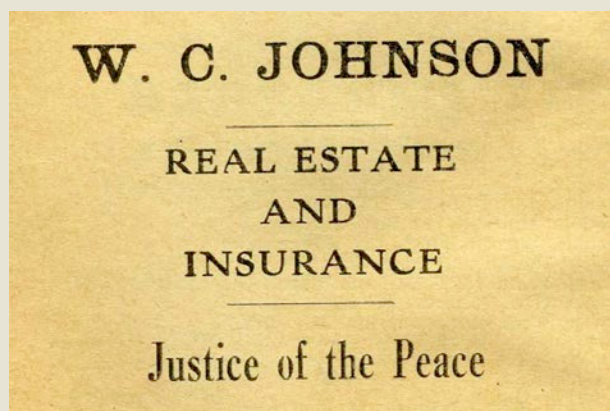 W. C. JOHNSON
REAL ESTATE
AND
INSURANCE
Justice of the Peace